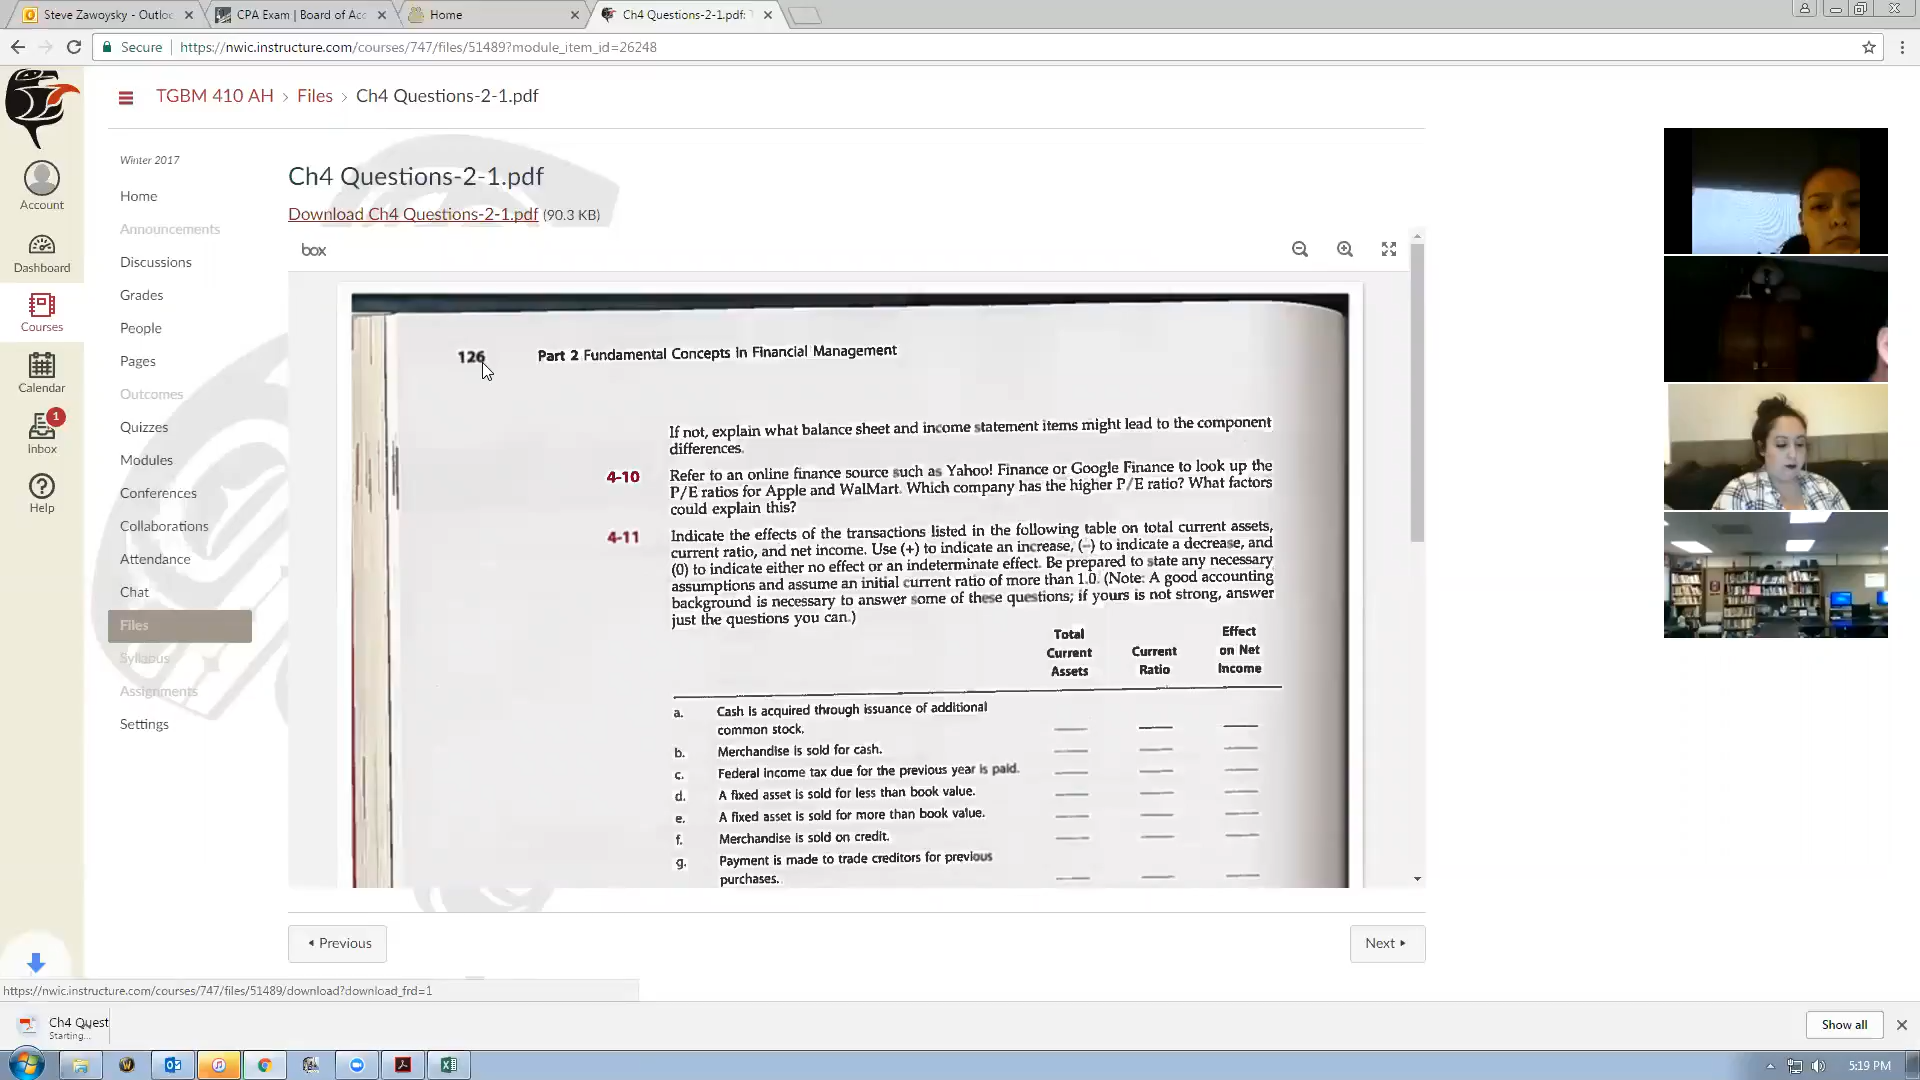 Steve Zawoysky - Outloo
CPA Exam | Board of Acc
Home
Ch4 Questions-2-1.pdf: T
Secure
https://nwic.instructure.com/courses/747/files/51489?module_item_id=26248
TGBM 410 AH > Files > Ch4 Questions-2-1.pdf
Account
Dashboard
Courses
Calendar
1
Inbox
Help
Winter 2017
Home
Announcements
Discussions
Grades
People
Pages
Outcomes
Quizzes
Modules
Conferences
Collaborations
Attendance
Chat
Files
Syllabus
Assignments
Settings
Ch4 Questions-2-1.pdf
Download Ch4 Questions-2-1.pdf (90.3 KB)
box
126 Part 2 Fundamental Concepts in Financial Management
If not, explain what balance sheet and income statement items might lead to the component
differences.
4-10 Refer to an online finance source such as Yahoo! Finance or Google Finance to look up the
P/E ratios for Apple and WalMart. Which company has the higher P/E ratio? What factors
could explain this?
4-11 Indicate the effects of the transactions listed in the following table on total current assets,
current ratio, and net income. Use (+) to indicate an increase, (−) to indicate a decrease, and
(0) to indicate either no effect or an indeterminate effect. Be prepared to state any necessary
assumptions and assume an initial current ratio of more than 1.0. (Note: A good accounting
background is necessary to answer some of these questions; if yours is not strong, answer
just the questions you can.)
Total
Current
Assets
Current
Ratio
Effect
on Net
Income
a. Cash is acquired through issuance of additional
common stock.
b. Merchandise is sold for cash.
c. Federal income tax due for the previous year is paid.
d. A fixed asset is sold for less than book value.
e. A fixed asset is sold for more than book value.
f. Merchandise is sold on credit.
g. Payment is made to trade creditors for previous
purchases.
Previous
Next
https://nwic.instructure.com/courses/747/files/51489/download?download_frd=1
Ch4 Quest
Starting...
Show all
5:19 PM